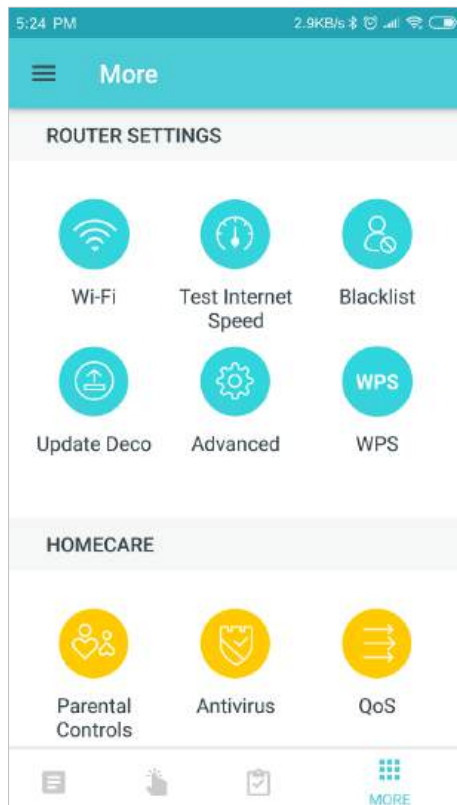 5:24 PM 2.9KB/s
More
ROUTER SETTINGS
Wi-Fi Test Internet Speed Blacklist
Update Deco Advanced WPS WPS
HOMECARE
Parental Controls Antivirus QoS
MORE